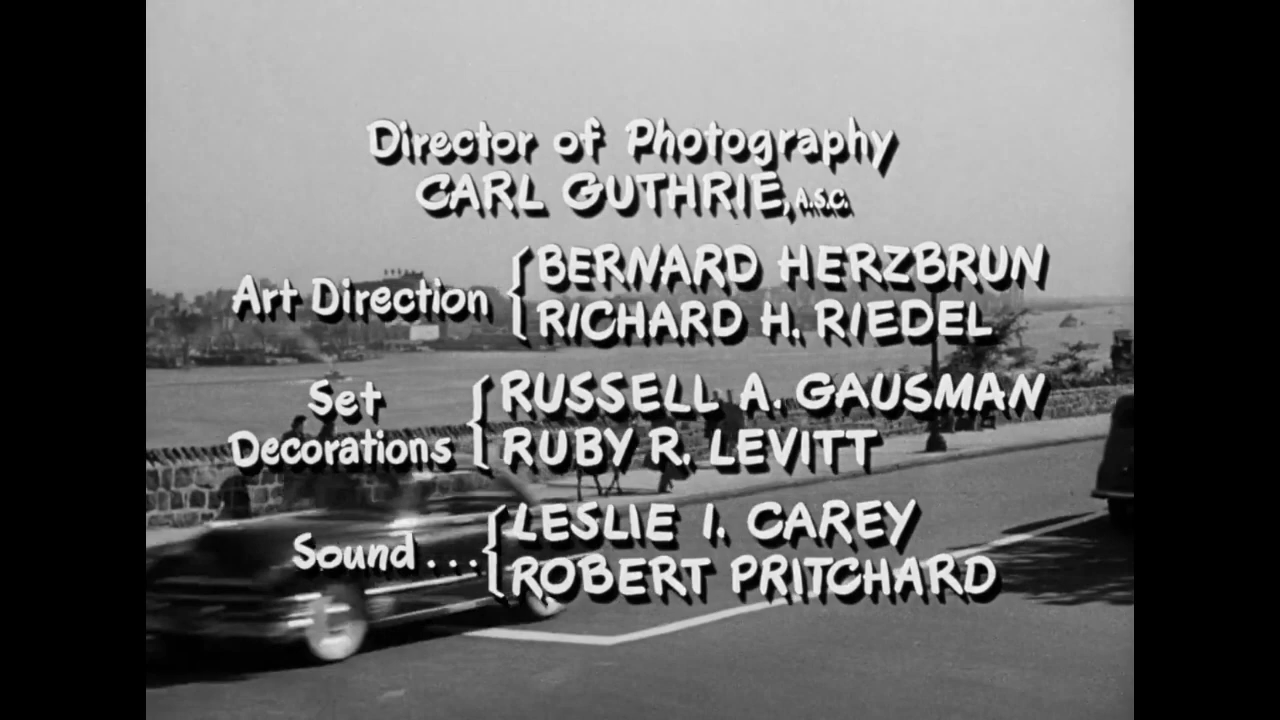 Director of Photography
CARL GUTHRIE, A.S.C.
Art Direction { BERNARD HERZBRUN
RICHARD H. RIEDEL
Set Decorations { RUSSELL A. GAUSMAN
RUBY R. LEVITT
Sound ... { LESLIE I. CAREY
ROBERT PRITCHARD